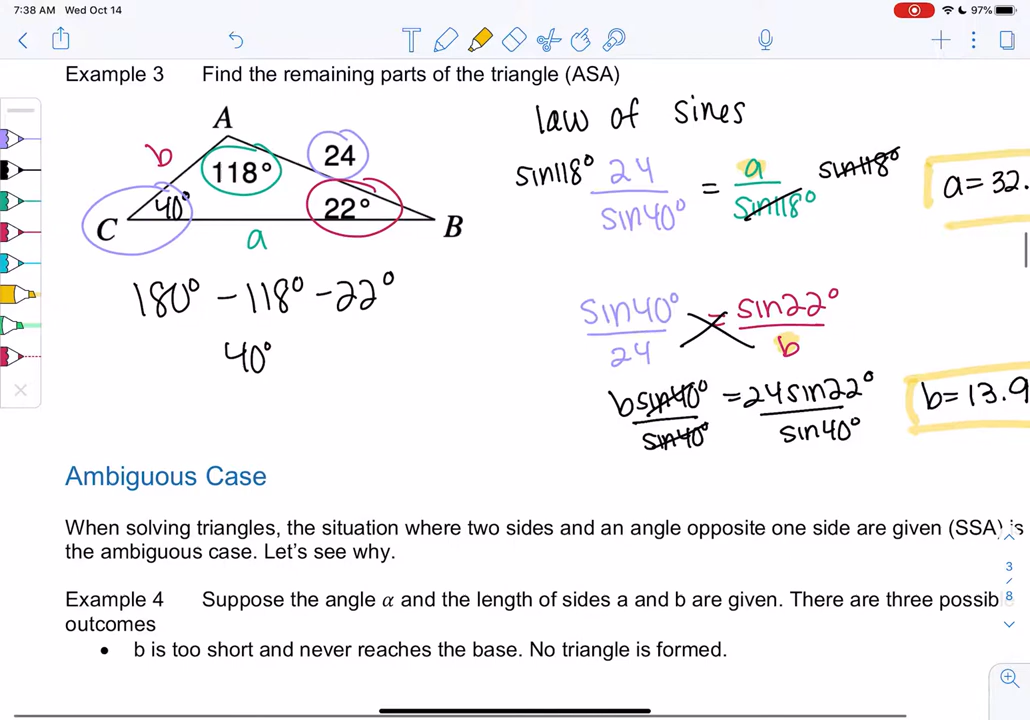 7:38 AM Wed Oct 14
97%
Example 3 Find the remaining parts of the triangle (ASA)
law of sines
A
b
24
118°
22°
40°
C
B
a
sin118° 24/sin40° = a/sin118° sin118°
a=32.
180° -118° -22°
40°
sin40°/24 = sin22°/b
bsin40°/sin40° = 24sin22°/sin40°
b=13.9
Ambiguous Case
When solving triangles, the situation where two sides and an angle opposite one side are given (SSA) is
the ambiguous case. Let's see why.
Example 4 Suppose the angle α and the length of sides a and b are given. There are three possib
outcomes
• b is too short and never reaches the base. No triangle is formed.
3
/
8